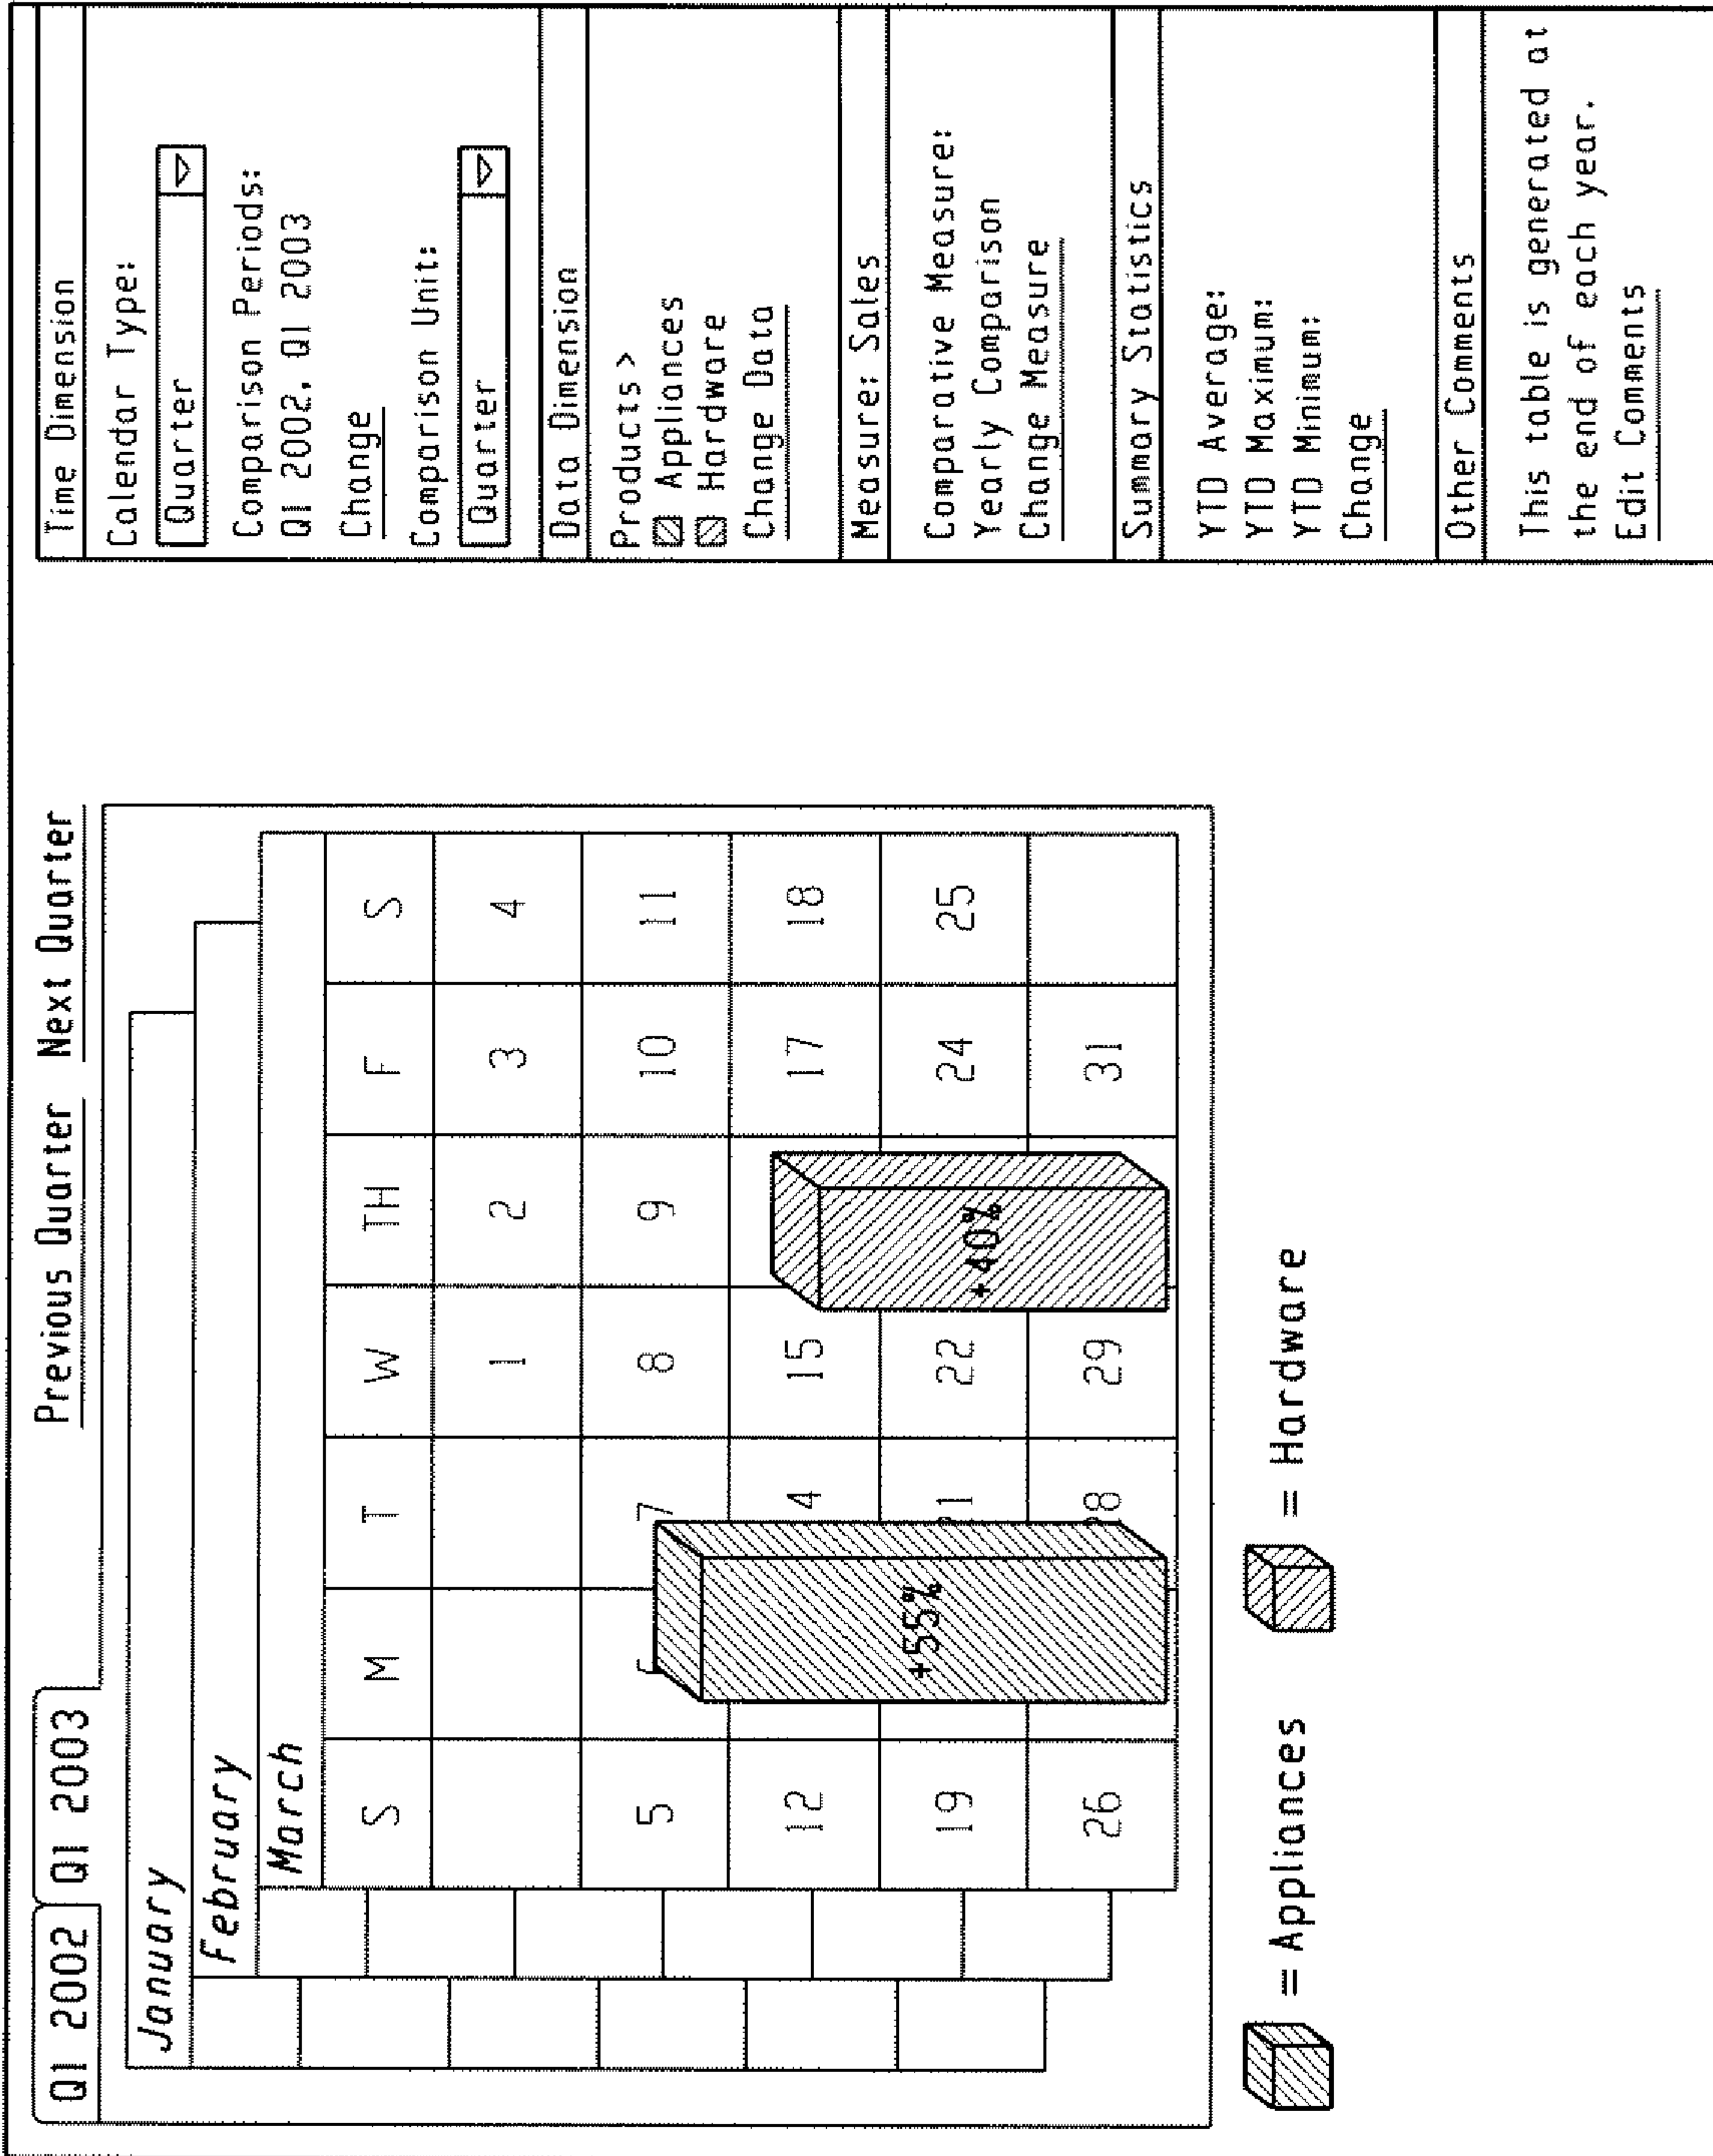 Q1 2002 Q1 2003 Previous Quarter Next Quarter
January
February
March
S M T W TH F S
1 2 3 4
5 7 8 9 10 11
12 4 15 17 18
19 22 24 25
26 29 31
+55%
+40%
= Appliances = Hardware
Time Dimension
Calendar Type:
Quarter
Comparison Periods:
Q1 2002, Q1 2003
Change
Comparison Unit:
Quarter
Data Dimension
Products >
Appliances
Hardware
Change Data
Measure: Sales
Comparative Measure:
Yearly Comparison
Change Measure
Summary Statistics
YTD Average:
YTD Maximum:
YTD Minimum:
Change
Other Comments
This table is generated at
the end of each year.
Edit Comments